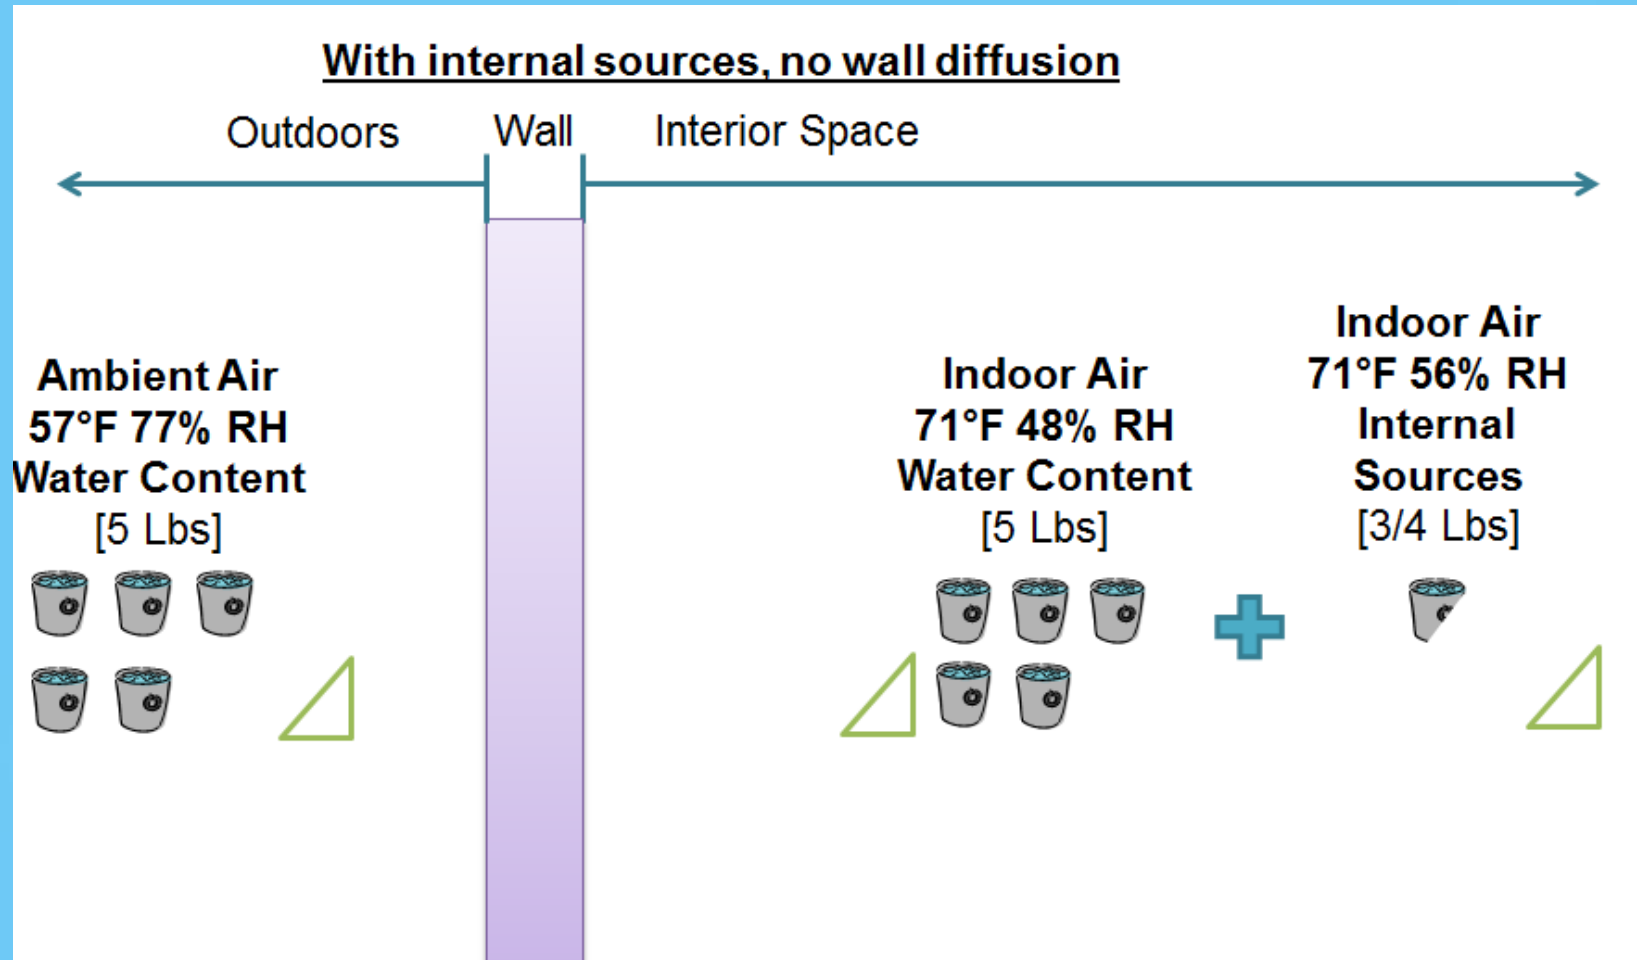 With internal sources, no wall diffusion
Outdoors
Wall
Interior Space
Ambient Air
57°F 77% RH
Water Content
[5 Lbs]
Indoor Air
71°F 48% RH
Water Content
[5 Lbs]
Indoor Air
71°F 56% RH
Internal
Sources
[3/4 Lbs]